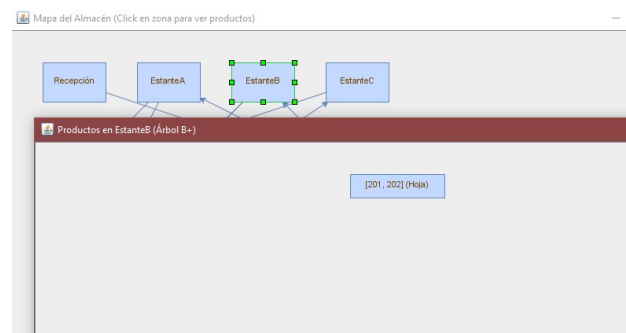 Mapa del Almacén (Click en zona para ver productos)
Recepción EstanteA EstanteB EstanteC
Productos en EstanteB (Árbol B+)
[201, 202] (Hoja)